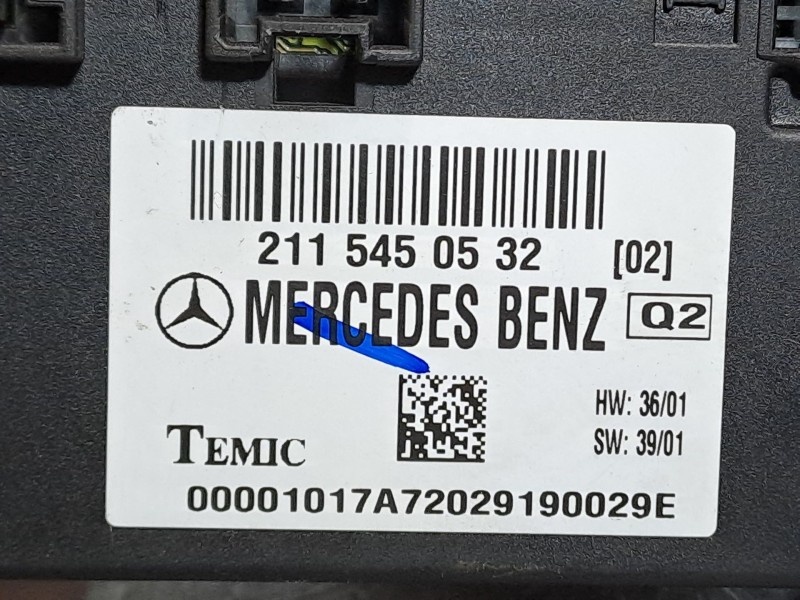 211 545 05 32 [02]
MERCEDES BENZ Q2
HW: 36/01
SW: 39/01
TEMIC
00001017A72029190029E